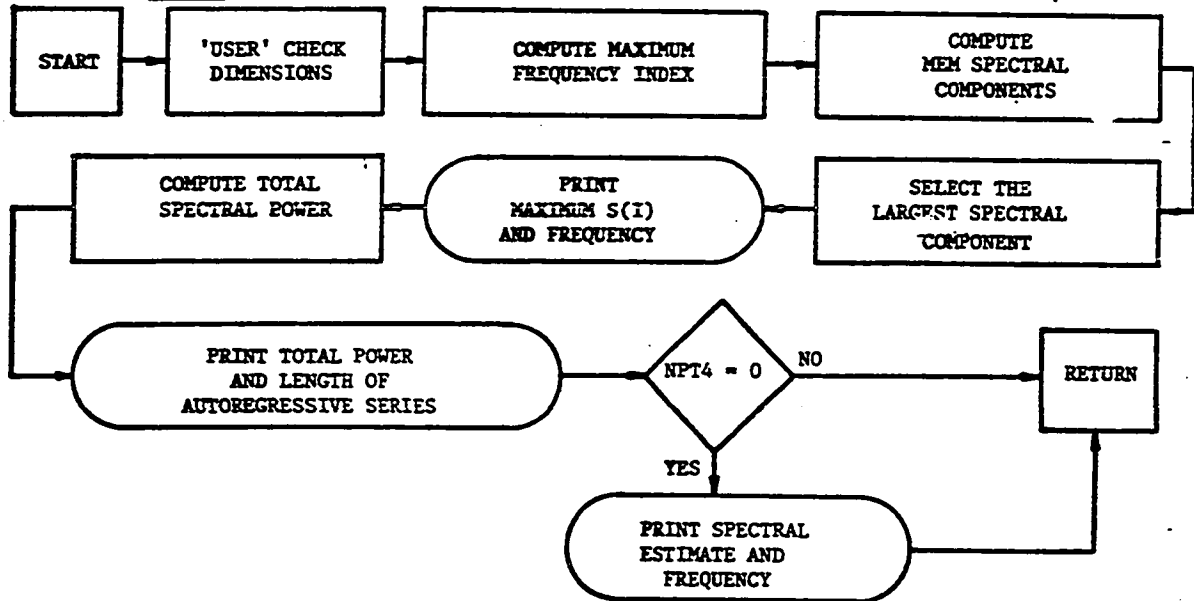 START
'USER' CHECK
DIMENSIONS
COMPUTE MAXIMUM
FREQUENCY INDEX
COMPUTE
MEM SPECTRAL
COMPONENTS
SELECT THE
LARGEST SPECTRAL
COMPONENT
PRINT
MAXIMUM S(I)
AND FREQUENCY
COMPUTE TOTAL
SPECTRAL POWER
PRINT TOTAL POWER
AND LENGTH OF
AUTOREGRESSIVE SERIES
NPT4 = 0
NO
RETURN
YES
PRINT SPECTRAL
ESTIMATE AND
FREQUENCY